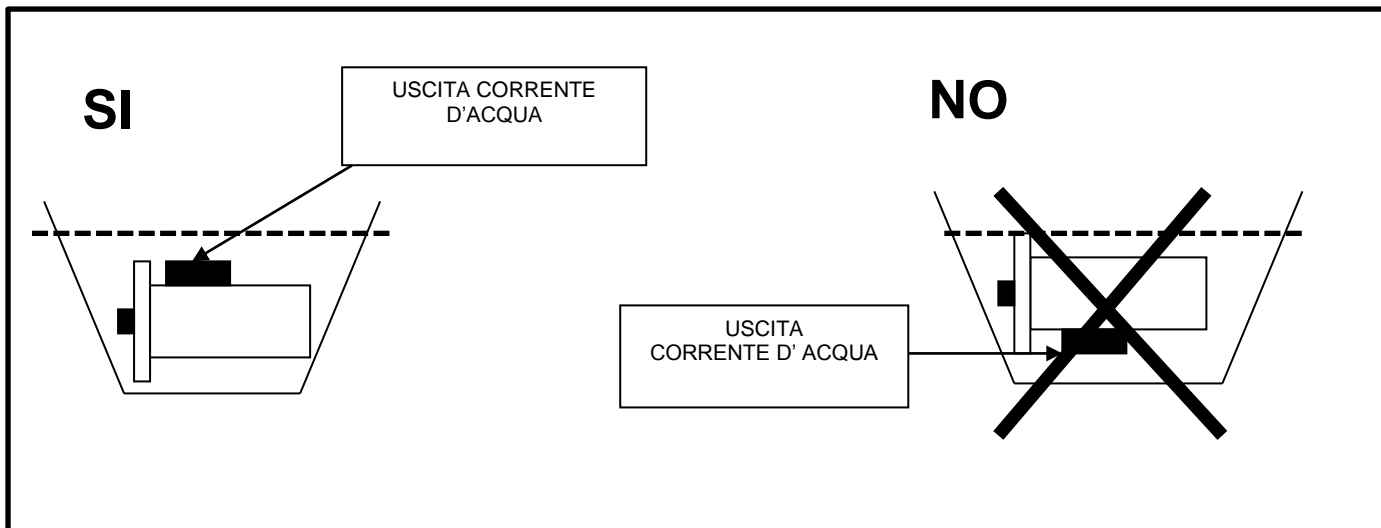 SI
USCITA CORRENTE
D’ACQUA
NO
USCITA
CORRENTE D’ ACQUA